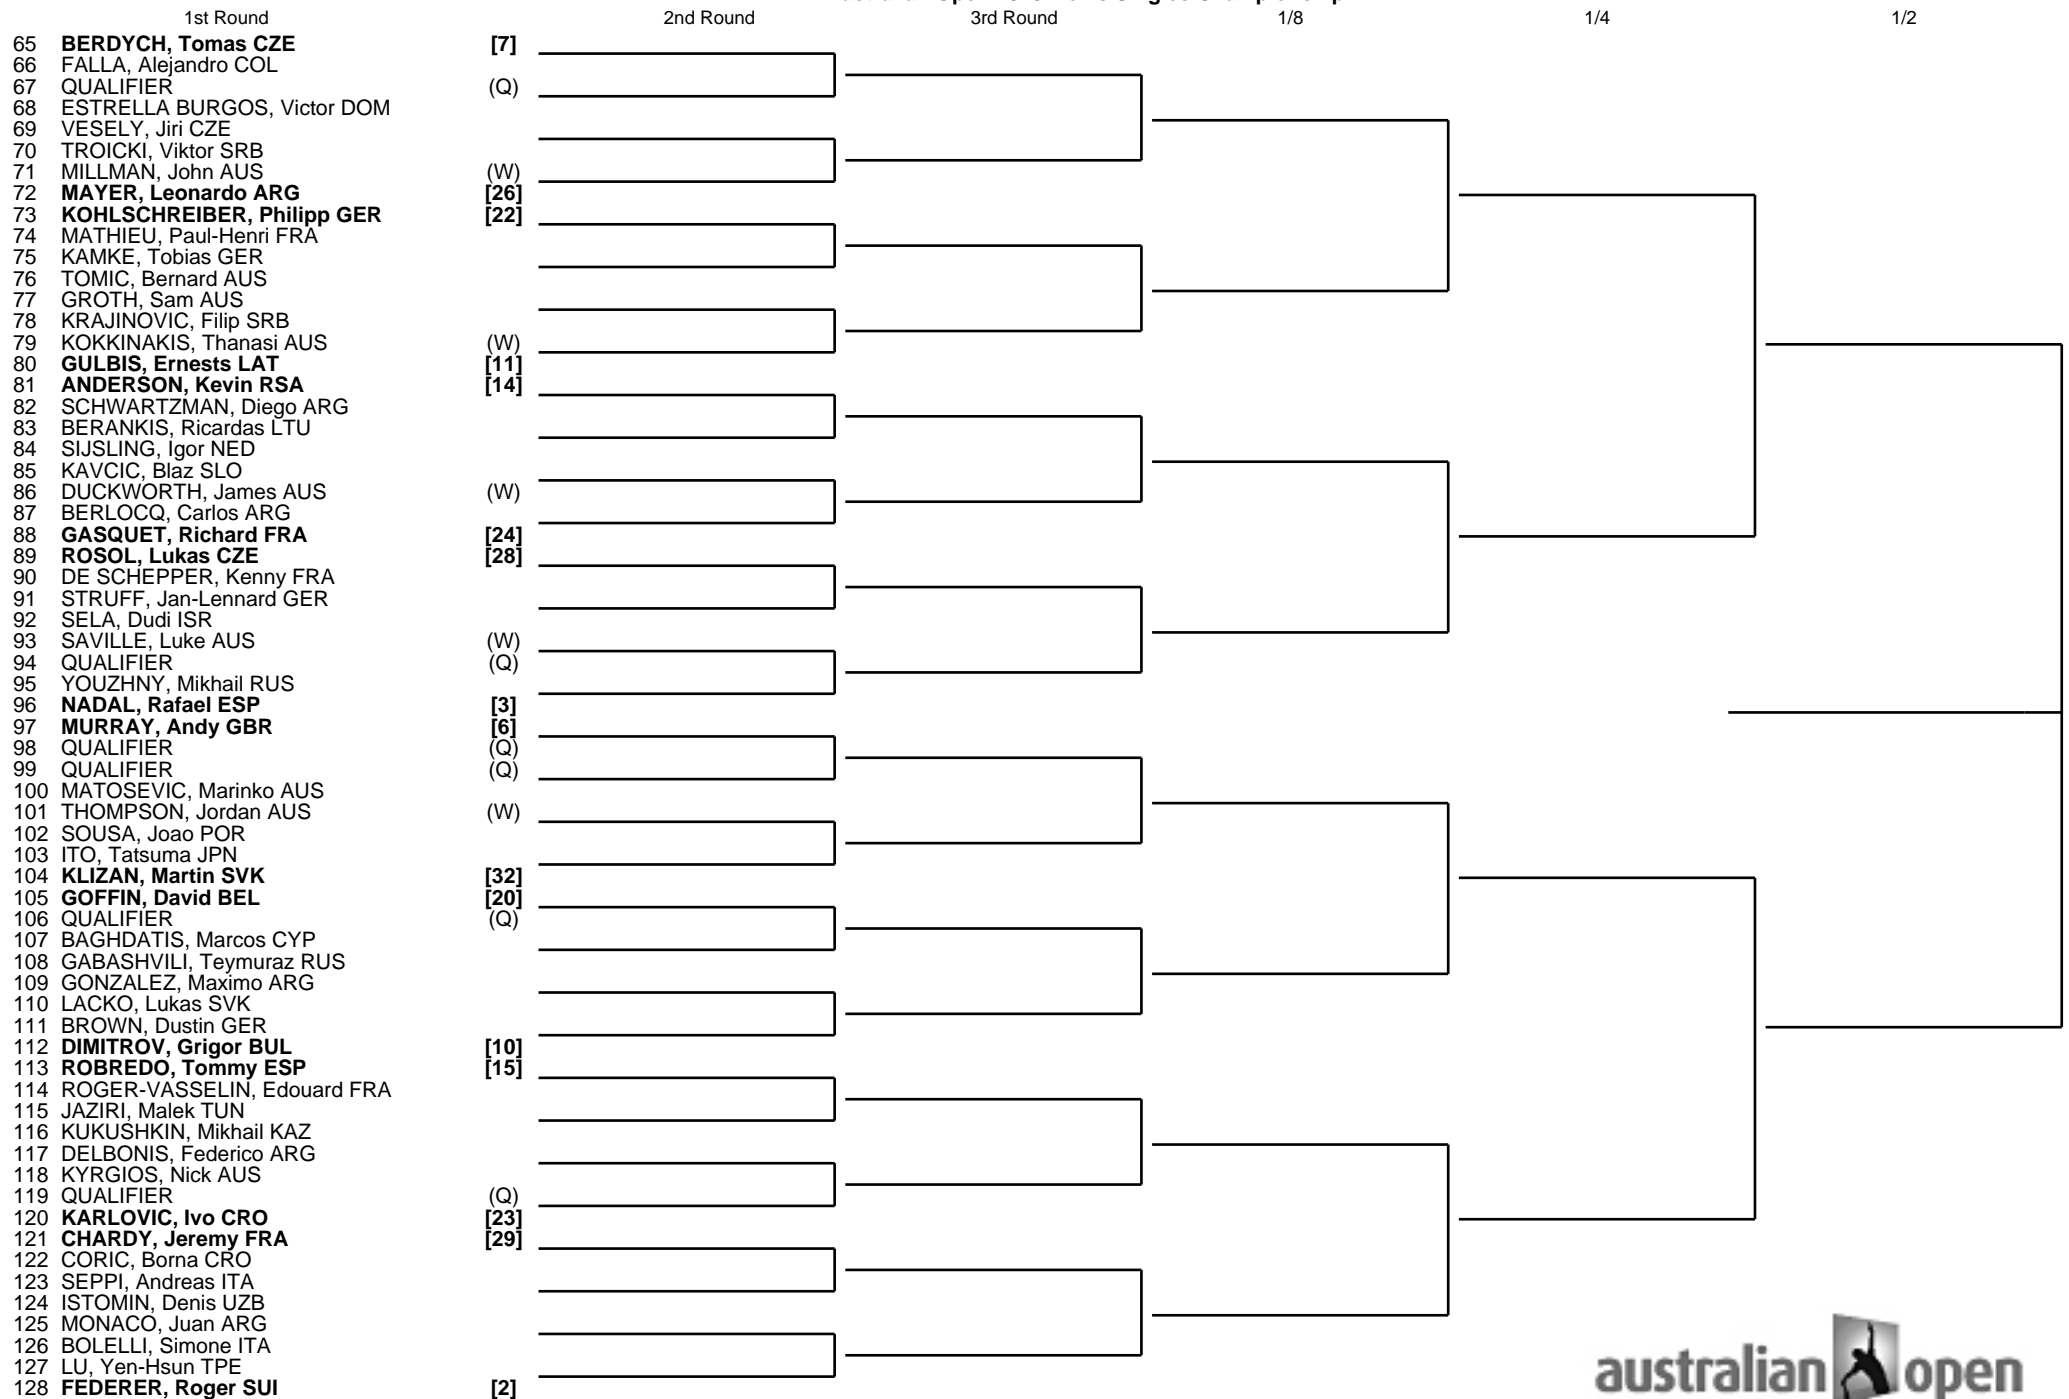 1st Round 2nd Round 3rd Round 1/8 1/4 1/2
65 BERDYCH, Tomas CZE [7]
66 FALLA, Alejandro COL
67 QUALIFIER (Q)
68 ESTRELLA BURGOS, Victor DOM
69 VESELY, Jiri CZE
70 TROICKI, Viktor SRB
71 MILLMAN, John AUS (W)
72 MAYER, Leonardo ARG [26]
73 KOHLSCHREIBER, Philipp GER [22]
74 MATHIEU, Paul-Henri FRA
75 KAMKE, Tobias GER
76 TOMIC, Bernard AUS
77 GROTH, Sam AUS
78 KRAJINOVIC, Filip SRB
79 KOKKINAKIS, Thanasi AUS (W)
80 GULBIS, Ernests LAT [11]
81 ANDERSON, Kevin RSA [14]
82 SCHWARTZMAN, Diego ARG
83 BERANKIS, Ricardas LTU
84 SIJSLING, Igor NED
85 KAVCIC, Blaz SLO
86 DUCKWORTH, James AUS (W)
87 BERLOCQ, Carlos ARG
88 GASQUET, Richard FRA [24]
89 ROSOL, Lukas CZE [28]
90 DE SCHEPPER, Kenny FRA
91 STRUFF, Jan-Lennard GER
92 SELA, Dudi ISR
93 SAVILLE, Luke AUS (W)
94 QUALIFIER (Q)
95 YOUZHNY, Mikhail RUS
96 NADAL, Rafael ESP [3]
97 MURRAY, Andy GBR [6]
98 QUALIFIER (Q)
99 QUALIFIER (Q)
100 MATOSEVIC, Marinko AUS
101 THOMPSON, Jordan AUS (W)
102 SOUSA, Joao POR
103 ITO, Tatsuma JPN
104 KLIZAN, Martin SVK [32]
105 GOFFIN, David BEL [20]
106 QUALIFIER (Q)
107 BAGHDATIS, Marcos CYP
108 GABASHVILI, Teymuraz RUS
109 GONZALEZ, Maximo ARG
110 LACKO, Lukas SVK
111 BROWN, Dustin GER
112 DIMITROV, Grigor BUL [10]
113 ROBREDO, Tommy ESP [15]
114 ROGER-VASSELIN, Edouard FRA
115 JAZIRI, Malek TUN
116 KUKUSHKIN, Mikhail KAZ
117 DELBONIS, Federico ARG
118 KYRGIOS, Nick AUS
119 QUALIFIER (Q)
120 KARLOVIC, Ivo CRO [23]
121 CHARDY, Jeremy FRA [29]
122 CORIC, Borna CRO
123 SEPPI, Andreas ITA
124 ISTOMIN, Denis UZB
125 MONACO, Juan ARG
126 BOLELLI, Simone ITA
127 LU, Yen-Hsun TPE
128 FEDERER, Roger SUI [2]
australian open